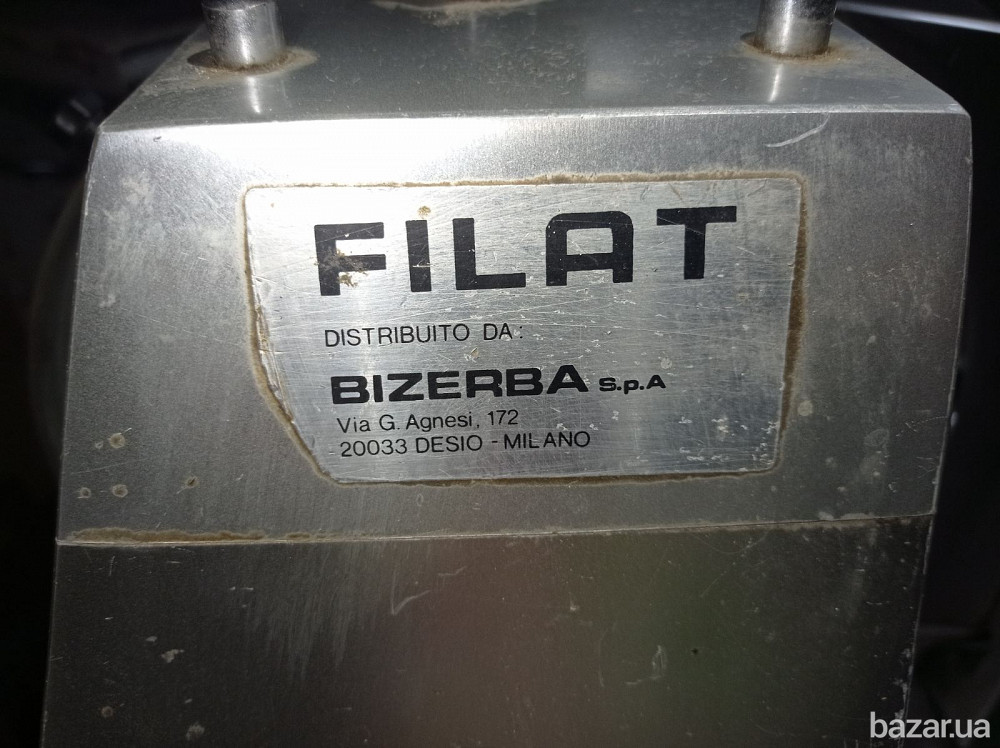 FILAT
DISTRIBUITO DA:
BIZERBA S.p.A
Via G. Agnesi, 172
20033 DESIO - MILANO
bazar.ua